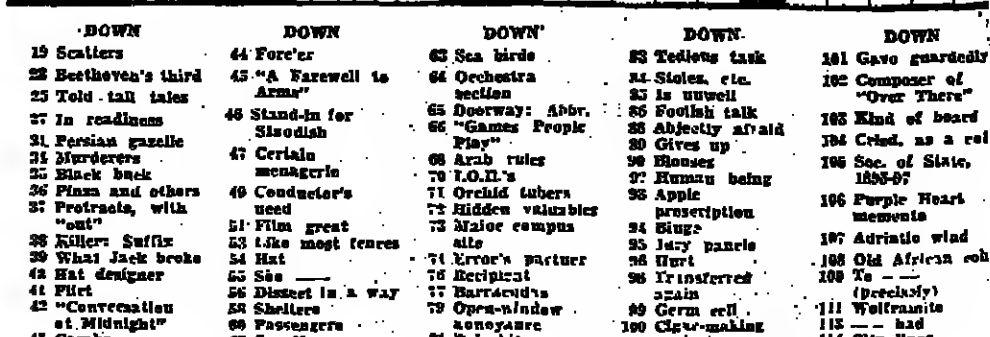 DOWN
19 Scatters
22 Beethoven's third
25 Told tall tales
27 In readiness
31 Persian gazelle
Murderers
Black buck
36 Pinza and others
37 Protracts, with
"out"
38 Killer: Suffix
39 What Jack broke
Hat designer
41 Flirt
42 "Conversation
at Midnight"
DOWN
44 Fore'er
45 "A Farewell to
Arms"
46 Stand-in for
47 Certain
menagerie
49 Conductor's
need
51 Film great
53 Like most fences
54 Hat
55 She ——
56 Dissect in a way
58 Shelters
60 Passengers
DOWN
63 Sea birds
64 Orchestra
section
65 Doorway: Abbr.
66 "Games People
Play"
68 Arab rules
70 I.O.U.'s
71 Orchid tubers
72 Hidden valuables
73 Major campus
site
74 Error's partner
76 Recipient
77 Barracudas
79 Open-window
annoyance
DOWN
83 Tedious task
84 Stoles, etc.
85 Is unwell
86 Foolish talk
88 Abjectly afraid
Gives up
90 Blouses
92 Human being
93 Apple
prescription
94 Binge
95 Jury panels
96 Hurt
98 Transferred
again
99 Germ cell
100 Cigar-making
DOWN
101 Gave guardedly
102 Composer of
"Over There"
103 Kind of board
104 Cried, as a
105 Sec. of State,
1895-97
106 Purple Heart
memento
107 Adriatic wind
108 Old African
109 To — —
(precisely)
111 Wolframite
113 —— had